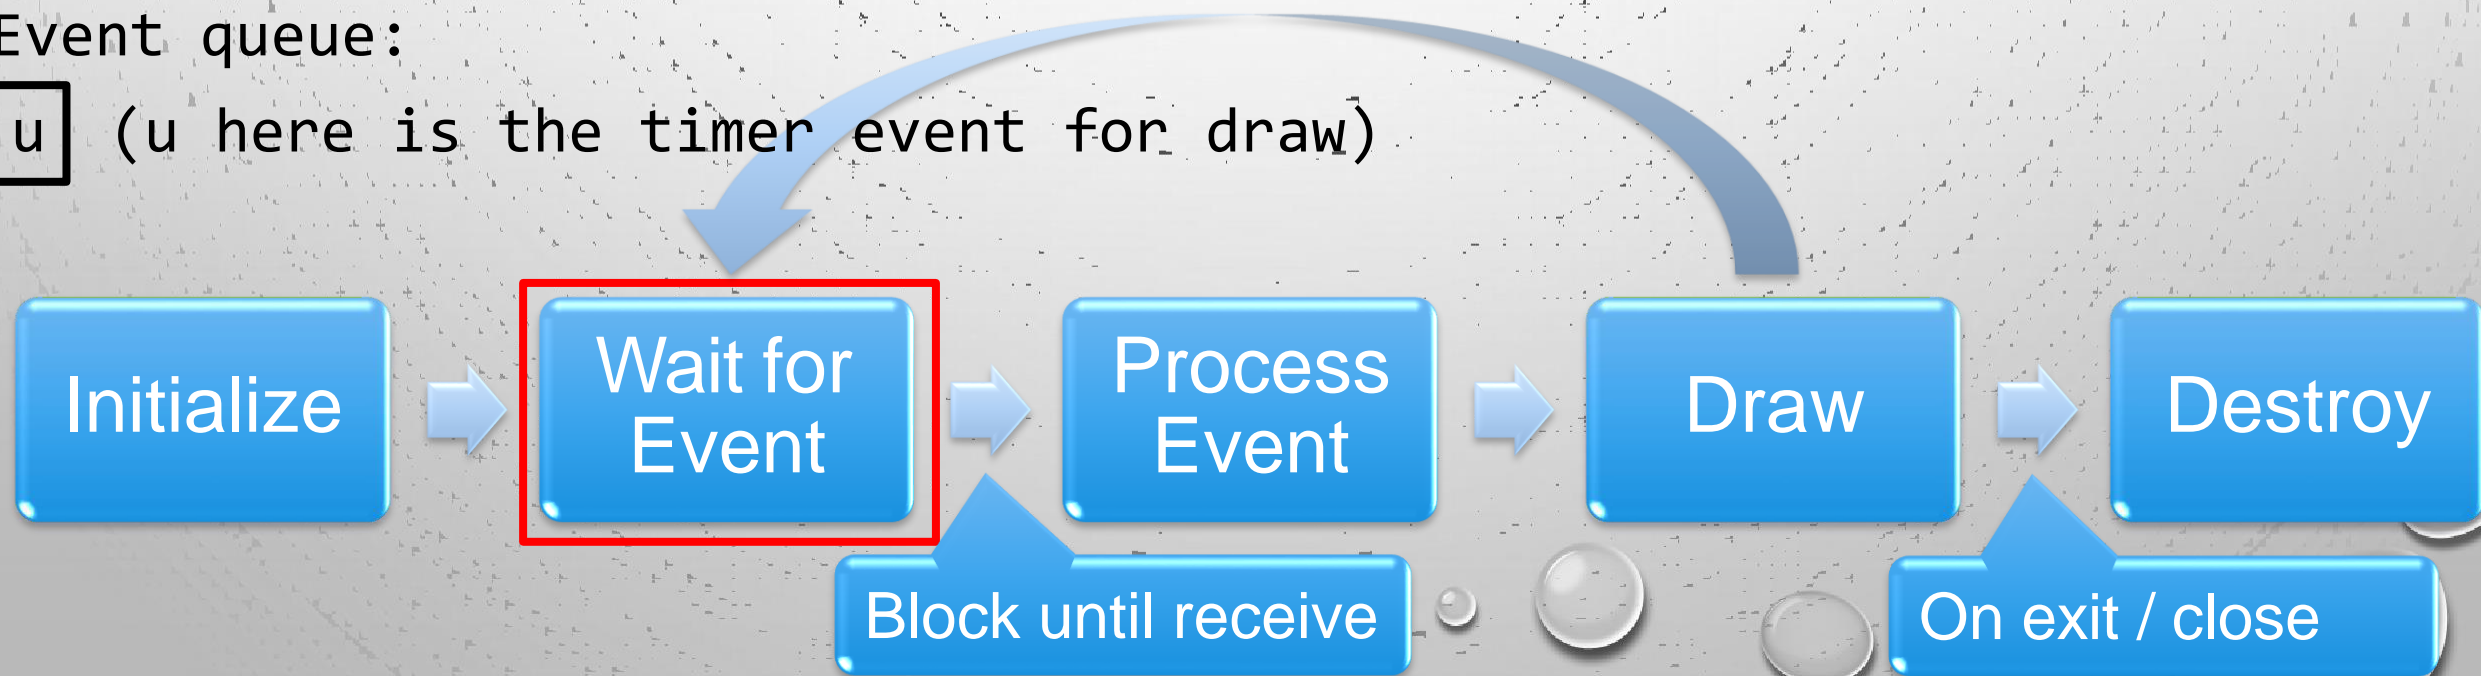 Event queue:
u (u here is the timer event for draw)
Initialize
Wait for
Event
Process
Event
Draw
Destroy
Block until receive
On exit / close